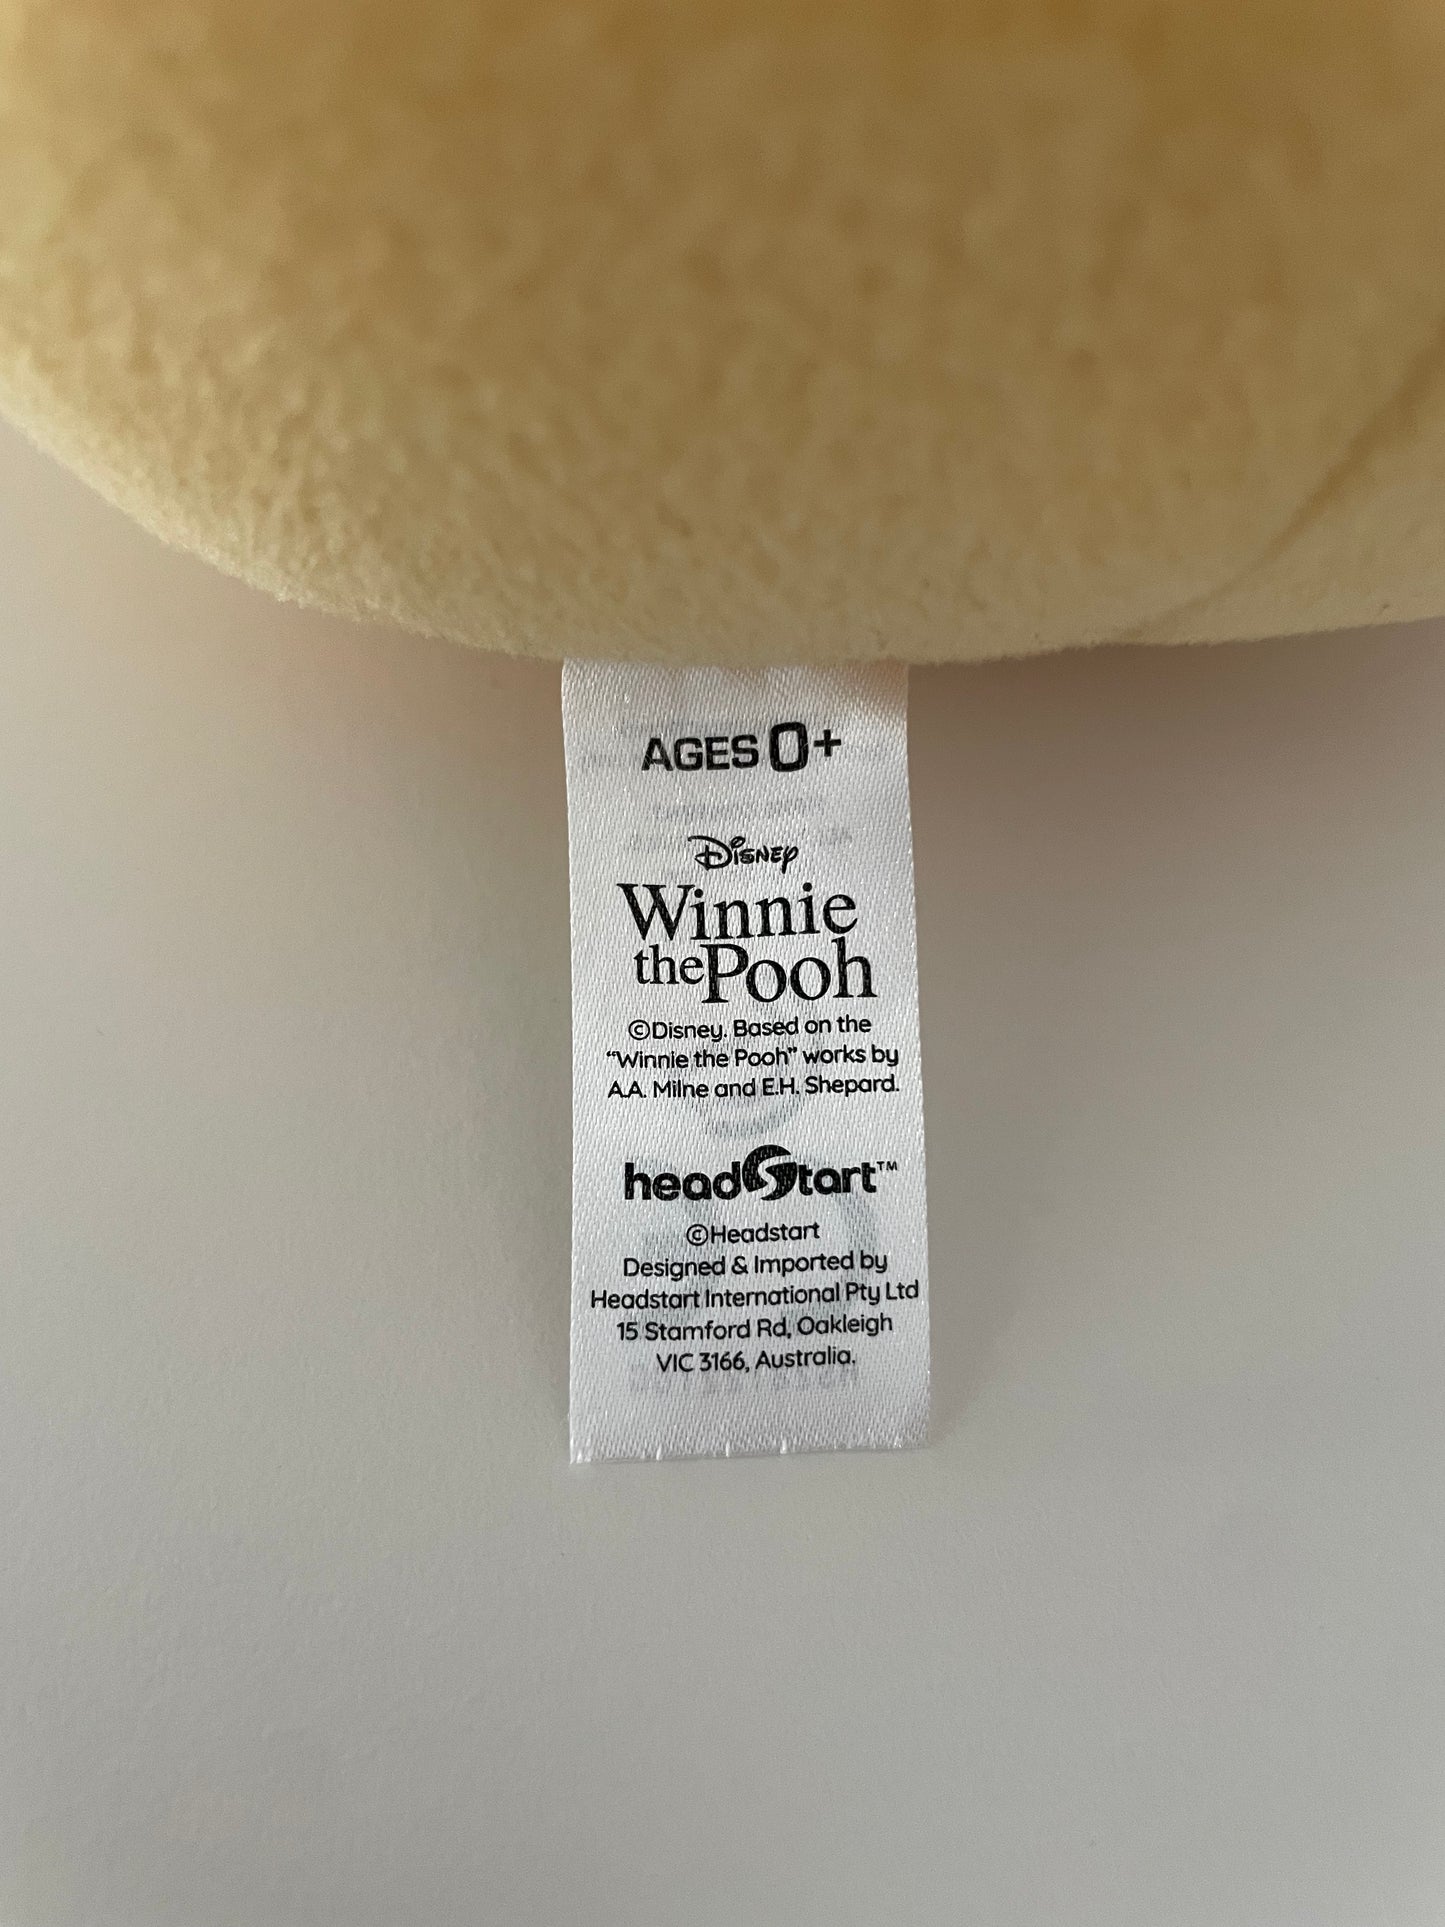 AGES 0+
Disney
Winnie
the Pooh
©Disney. Based on the
“Winnie the Pooh” works by
A.A. Milne and E.H. Shepard.
headStart™
©Headstart
Designed & Imported by
Headstart International Pty Ltd
15 Stamford Rd, Oakleigh
VIC 3166, Australia.